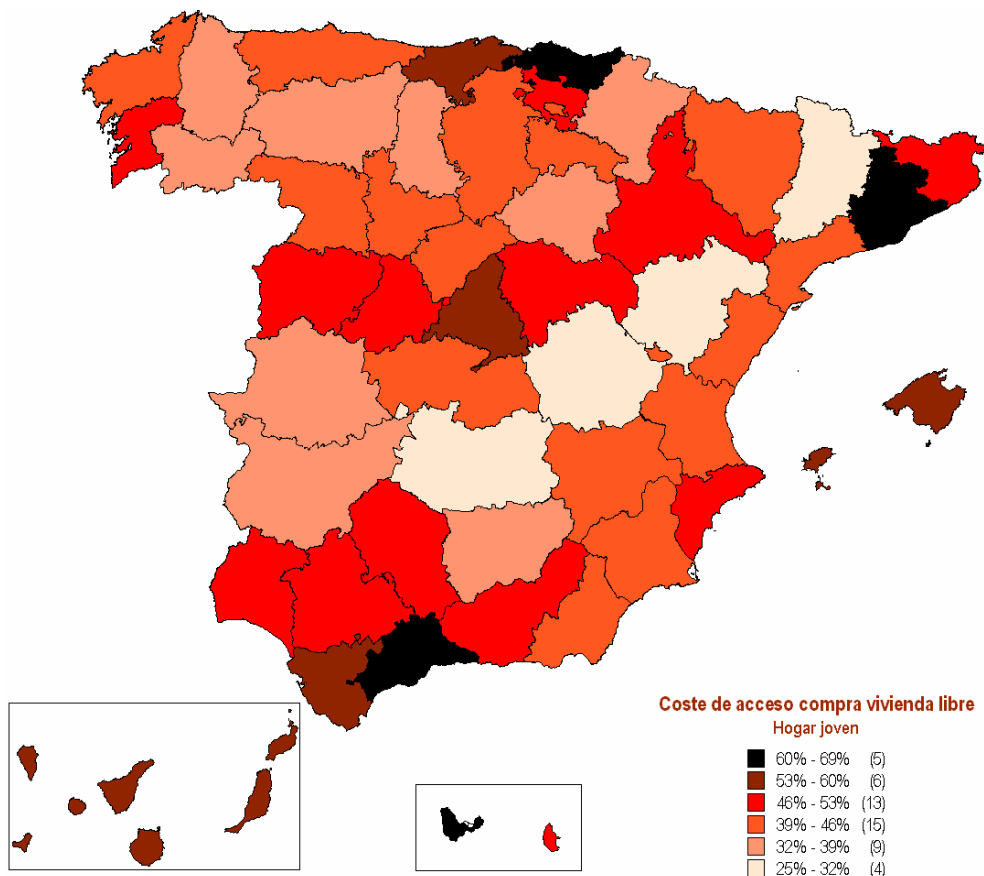 Coste de acceso compra vivienda libre
Hogar joven
60% - 69% (5)
53% - 60% (6)
46% - 53% (13)
39% - 46% (15)
32% - 39% (9)
25% - 32% (4)